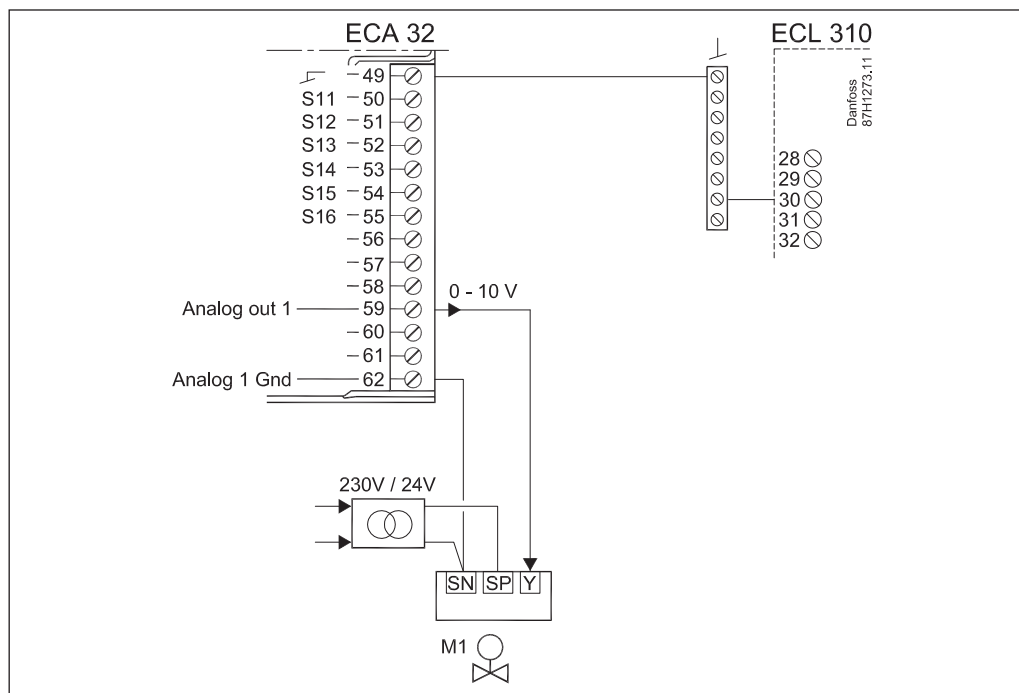 ECA 32
ECL 310
49
S11 50
S12 51
S13 52
S14 53
S15 54
S16 55
56
57
58
Analog out 1 59
60
61
Analog 1 Gnd 62
0 - 10 V
Danfoss
87H1273.11
28
29
30
31
32
230V / 24V
SN SP Y
M1